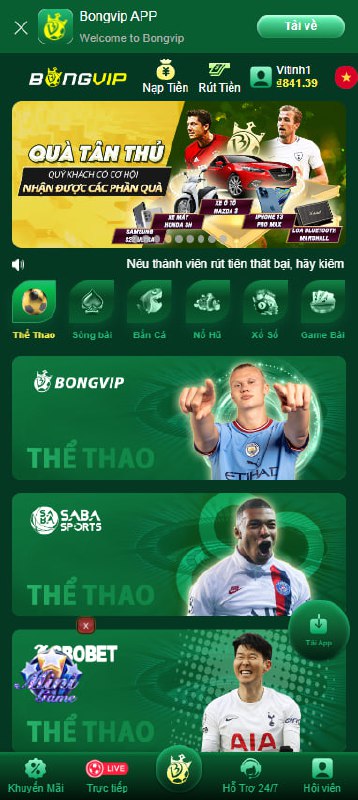 Bongvip APP
Welcome to Bongvip
Tải về
BONGVIP
Nạp Tiền
Rút Tiền
Vitinh1
₫841.39
QUÀ TÂN THỦ
QUÝ KHÁCH CÓ CƠ HỘI
NHẬN ĐƯỢC CÁC PHẦN QUÀ
XE Ô TÔ
MAZDA 3
XE MÁY
HONDA SH
IPHONE 13
PRO MAX
LOA BLUETOOTH
MARSHALL
SAMSUNG
Nếu thành viên rút tiền thất bại, hãy kiểm
Thể Thao
Sòng bài
Bắn Cá
Nổ Hũ
Xổ Số
Game Bài
BONGVIP
THỂ THAO
ETIHAD
SABA
SPORTS
THỂ THAO
Tải App
x
SBOBET
Mini
Game
AIA
THỂ THAO
Khuyến Mãi
LIVE
Trực tiếp
Hỗ Trợ 24/7
Hội viên